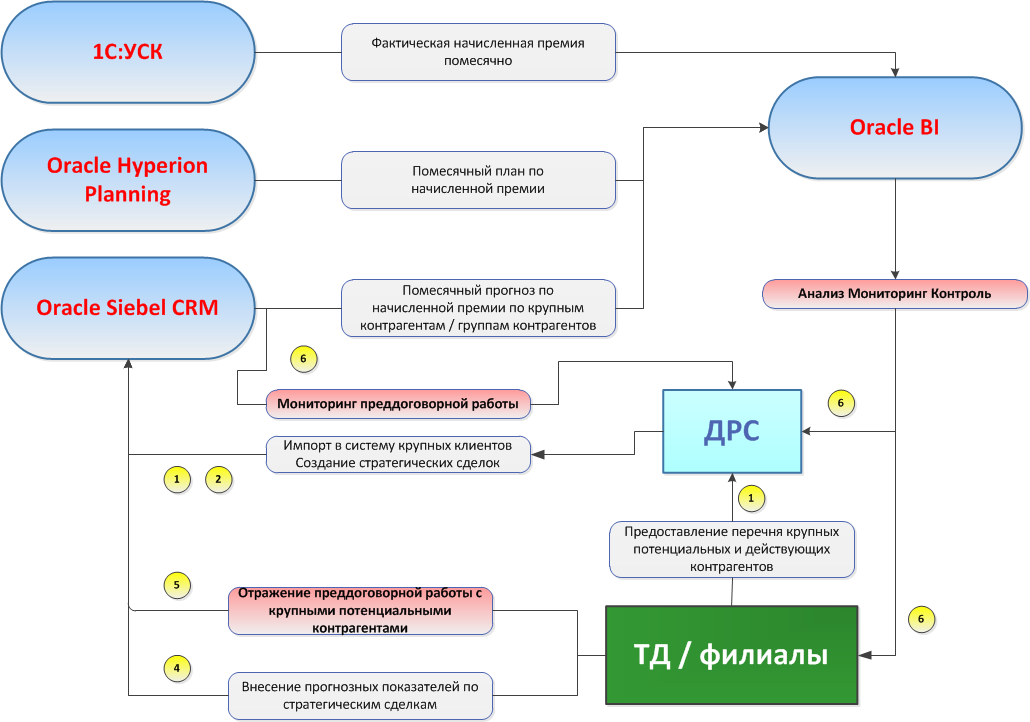 1С:УСК
Фактическая начисленная премия
помесячно
Oracle BI
Oracle Hyperion
Planning
Помесячный план по
начисленной премии
Oracle Siebel CRM
Помесячный прогноз по
начисленной премии по крупным
контрагентам / группам контрагентов
Анализ Мониторинг Контроль
6
Мониторинг преддоговорной работы
ДРС
6
Импорт в систему крупных клиентов
Создание стратегических сделок
1
2
1
Предоставление перечня крупных
потенциальных и действующих
контрагентов
5
Отражение преддоговорной работы с
крупными потенциальными
контрагентами
6
ТД / филиалы
4
Внесение прогнозных показателей по
стратегическим сделкам